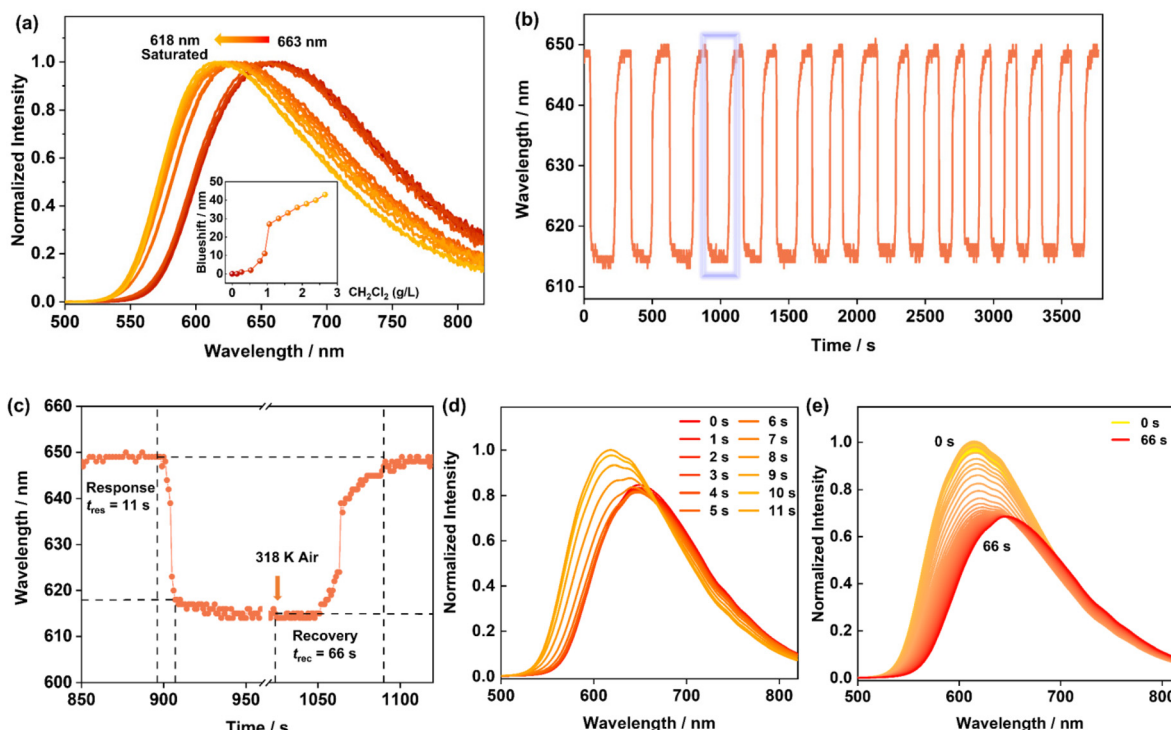 (a)
618 nm
Saturated
663 nm
Normalized Intensity
1.0
0.8
0.6
0.4
0.2
0.0
500 550 600 650 700 750 800
Wavelength / nm
Blueshift / nm
50
40
30
20
10
0
0 1 2 3
CH₂Cl₂ (g/L)
(b)
Wavelength / nm
650
640
630
620
610
0 500 1000 1500 2000 2500 3000 3500
Time / s
(c)
Wavelength / nm
660
650
640
630
620
610
600
Response
tres = 11 s
318 K Air
Recovery
trec = 66 s
850 900 950 1050 1100
Time / s
(d)
Normalized Intensity
1.0
0.8
0.6
0.4
0.2
0.0
0 s 6 s
1 s 7 s
2 s 8 s
3 s 9 s
4 s 10 s
5 s 11 s
500 600 700 800
Wavelength / nm
(e)
Normalized Intensity
1.0
0.8
0.6
0.4
0.2
0.0
0 s
0 s
66 s
66 s
500 600 700 800
Wavelength / nm